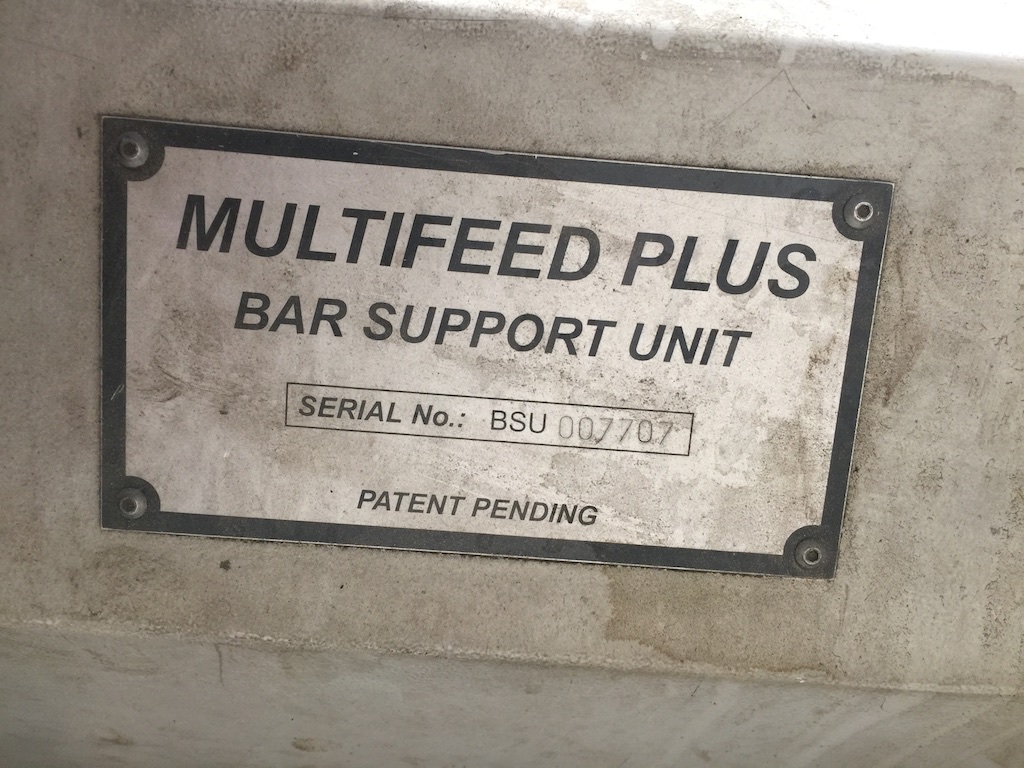 MULTIFEED PLUS
BAR SUPPORT UNIT
SERIAL No.: BSU 007707
PATENT PENDING